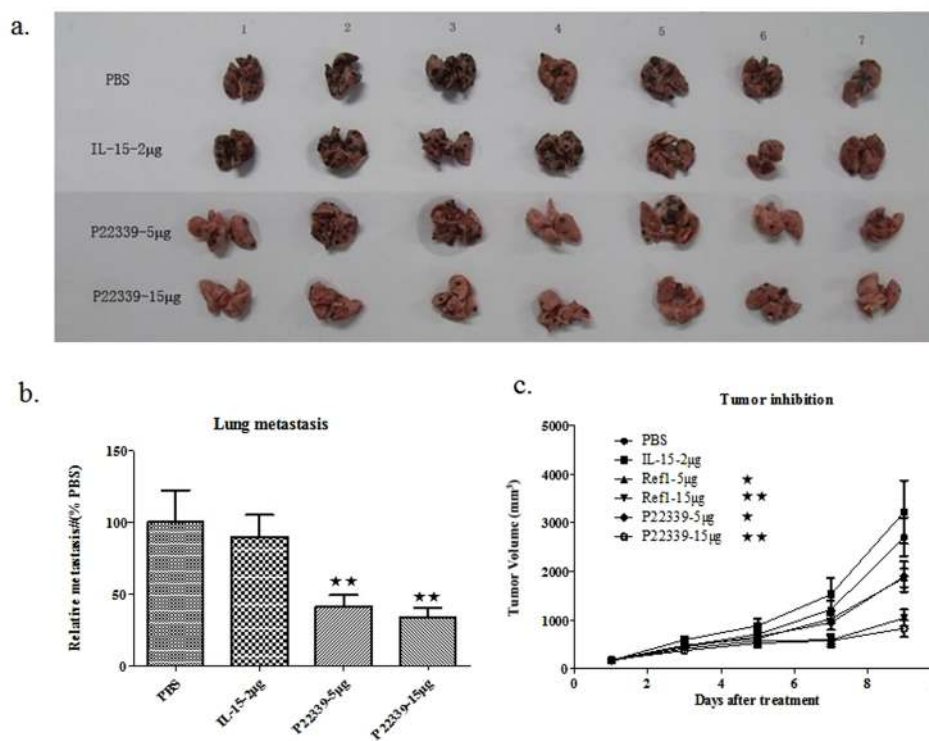 a.
1 2 3 4 5 6 7
PBS
IL-15-2μg
P22339-5μg
P22339-15μg
b.
Lung metastasis
Relative metastasis#(% PBS)
150
100
50
0
★★
★★
PBS
IL-15-2μg
P22339-5μg
P22339-15μg
c.
Tumor inhibition
Tumor Volume (mm³)
5000
4000
3000
2000
1000
0
PBS
IL-15-2μg
Ref1-5μg ★
Ref1-15μg ★★
P22339-5μg ★
P22339-15μg ★★
0 2 4 6 8
Days after treatment